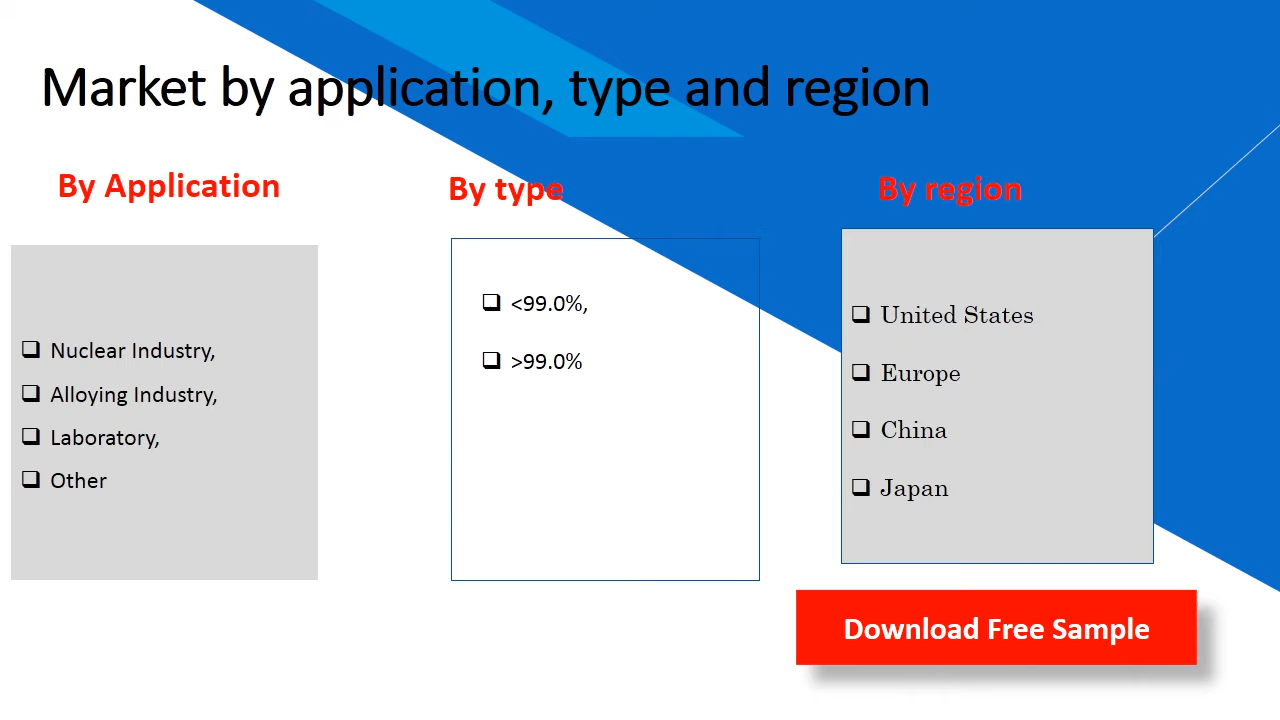 Market by application, type and region
By Application
Nuclear Industry,
Alloying Industry,
Laboratory,
Other
By type
<99.0%,
>99.0%
By region
United States
Europe
China
Japan
Download Free Sample